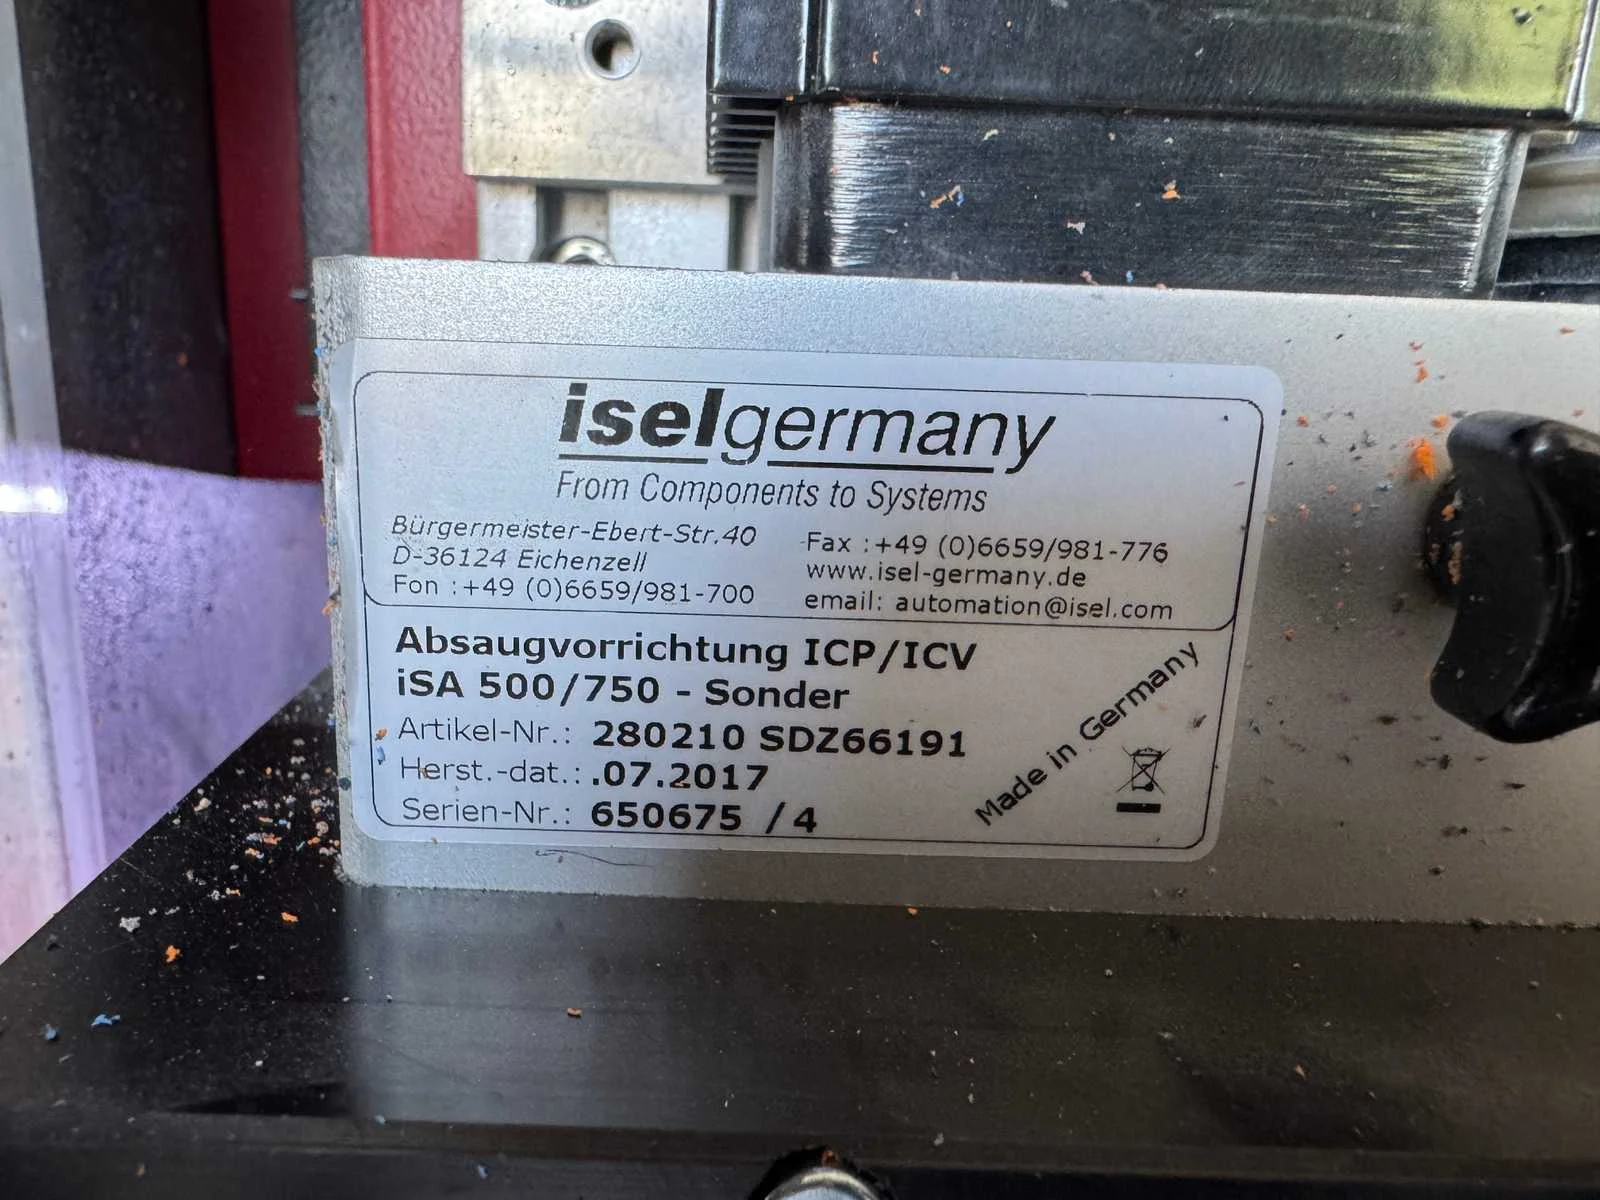 iselgermany
From Components to Systems
Bürgermeister-Ebert-Str.40
D-36124 Eichenzell
Fon :+49 (0)6659/981-700
Fax :+49 (0)6659/981-776
www.isel-germany.de
email: automation@isel.com
Absaugvorrichtung ICP/ICV
iSA 500/750 - Sonder
Artikel-Nr.: 280210 SDZ66191
Herst.-dat.: .07.2017
Serien-Nr.: 650675 /4
Made in Germany